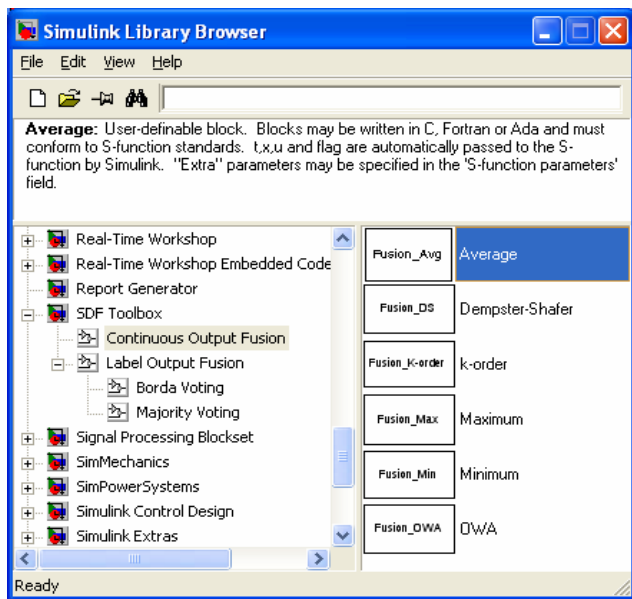 Simulink Library Browser
File Edit View Help
Average: User-definable block. Blocks may be written in C, Fortran or Ada and must
conform to S-function standards. t,x,u and flag are automatically passed to the S-
function by Simulink. "Extra" parameters may be specified in the 'S-function parameters'
field.
Real-Time Workshop
Real-Time Workshop Embedded Code
Report Generator
SDF Toolbox
Continuous Output Fusion
Label Output Fusion
Borda Voting
Majority Voting
Signal Processing Blockset
SimMechanics
SimPowerSystems
Simulink Control Design
Simulink Extras
Fusion_Avg Average
Fusion_DS Dempster-Shafer
Fusion_K-order k-order
Fusion_Max Maximum
Fusion_Min Minimum
Fusion_OWA OWA
Ready